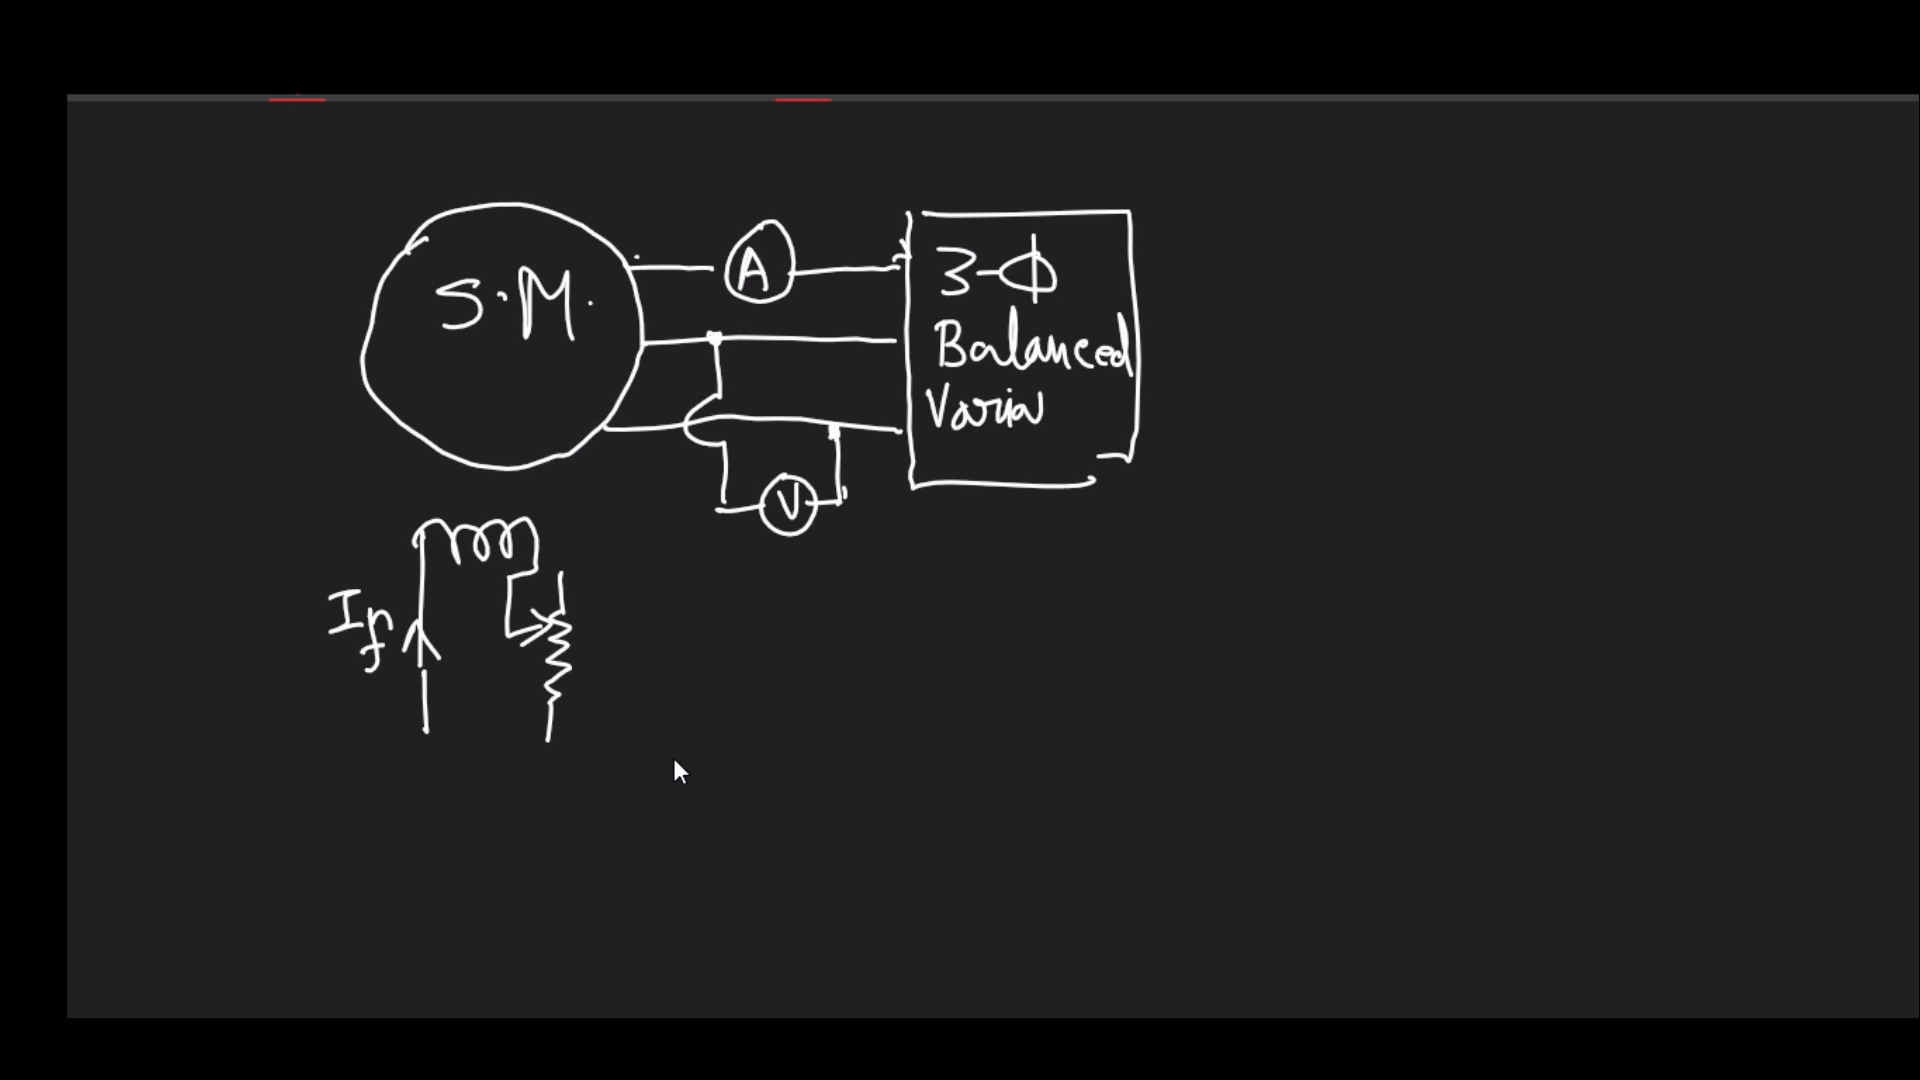 S.M.
A
3-Φ
Balanced
Varia
V
If